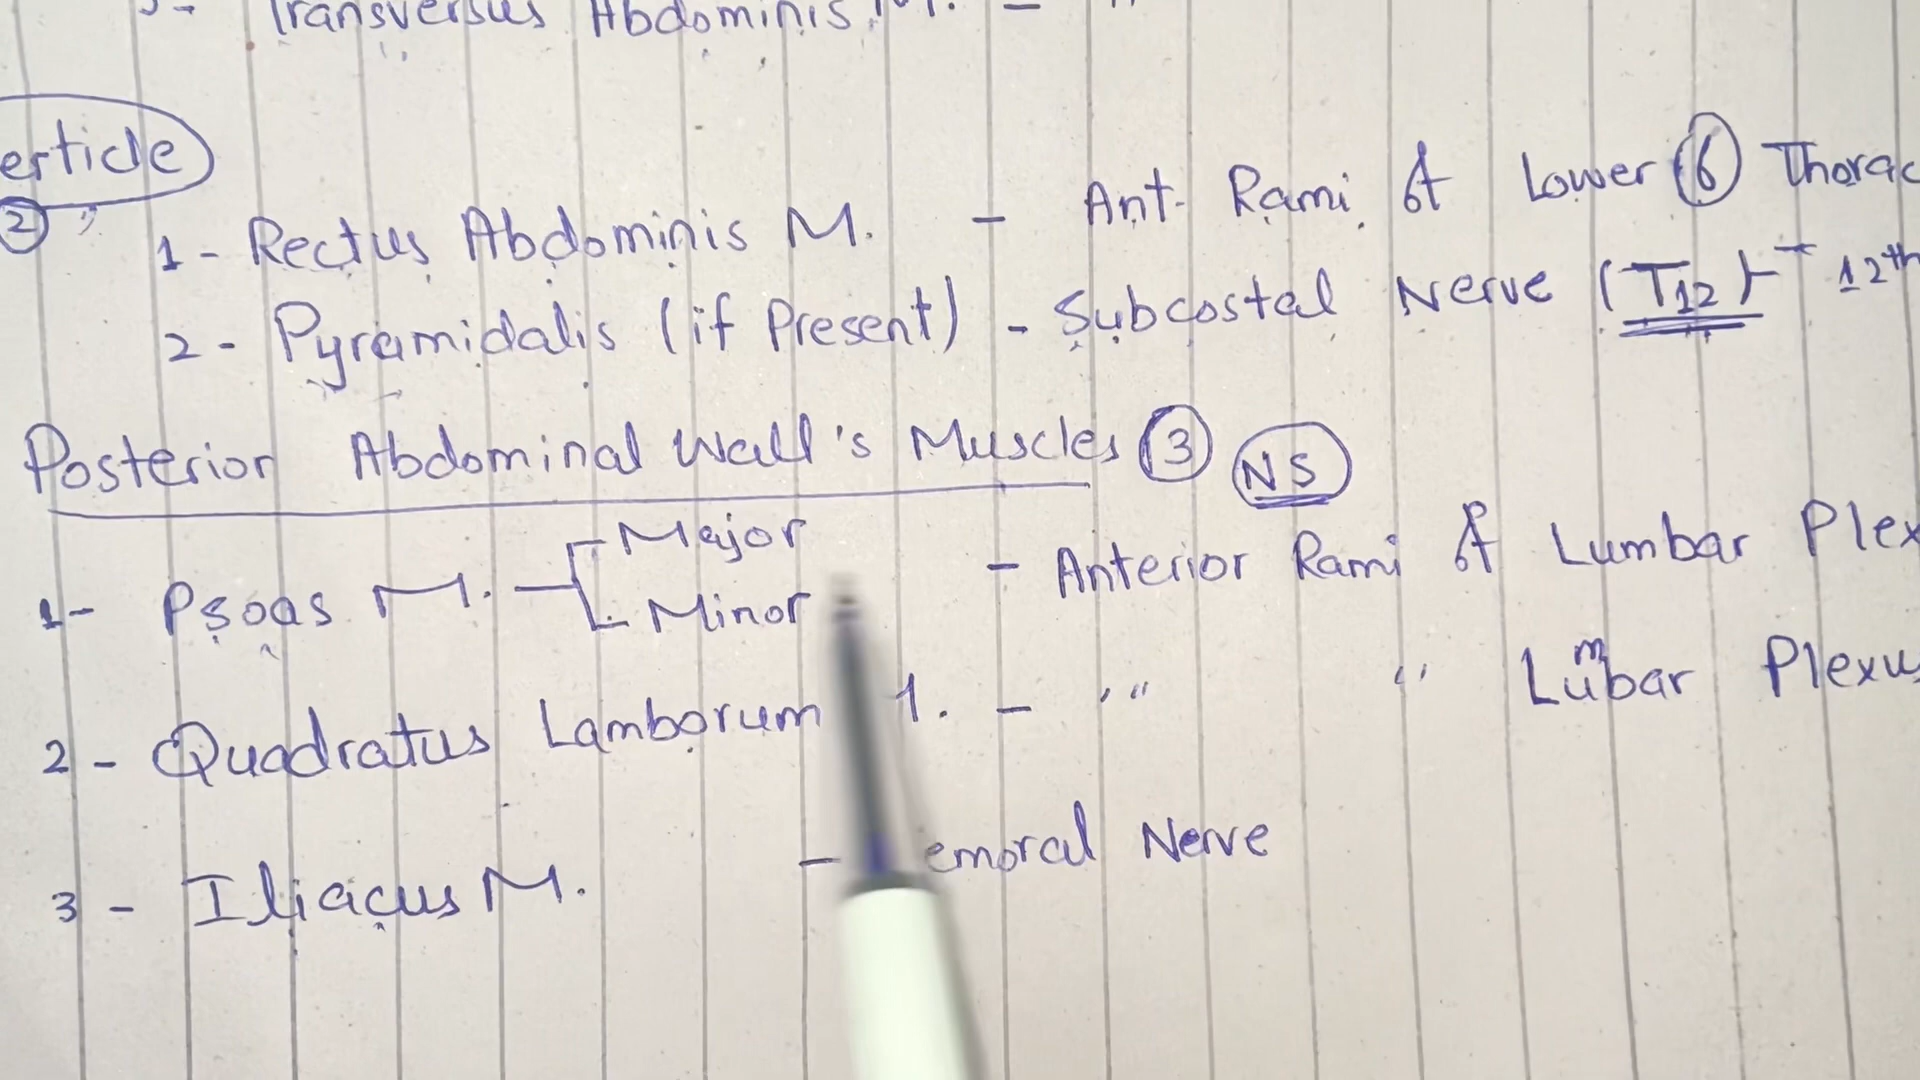 3- Transversus Abdominis M. - "
erticle
2 " 1- Rectus Abdominis M. - Ant. Rami of Lower 6 Thorac
2- Pyramidalis (if Present) - Subcostal Nerve (T12) - 12th
Posterior Abdominal Wall's Muscles 3 NS
1- Psoas M. - Major - Anterior Rami of Lumbar Plex
Minor
2- Quadratus Lamborum M. - " " Lumbar Plexus
3- Iliacus M. - emoral Nerve